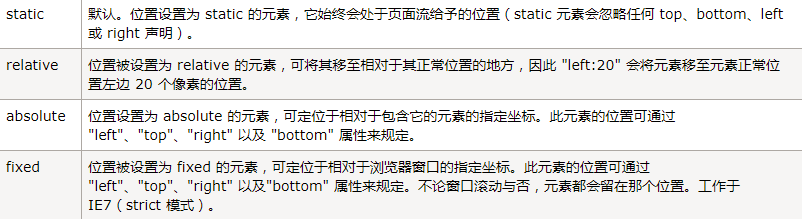 static 默认。位置设置为 static 的元素，它始终会处于页面流给予的位置（static 元素会忽略任何 top、bottom、left
或 right 声明）。
relative 位置被设置为 relative 的元素，可将其移至相对于其正常位置的地方，因此 "left:20" 会将元素移至元素正常位
置左边 20 个像素的位置。
absolute 位置设置为 absolute 的元素，可定位于相对于包含它的元素的指定坐标。此元素的位置可通过
"left"、"top"、"right" 以及 "bottom" 属性来规定。
fixed 位置被设置为 fixed 的元素，可定位于相对于浏览器窗口的指定坐标。此元素的位置可通过
"left"、"top"、"right" 以及"bottom" 属性来规定。不论窗口滚动与否，元素都会留在那个位置。工作于
IE7（strict 模式）。